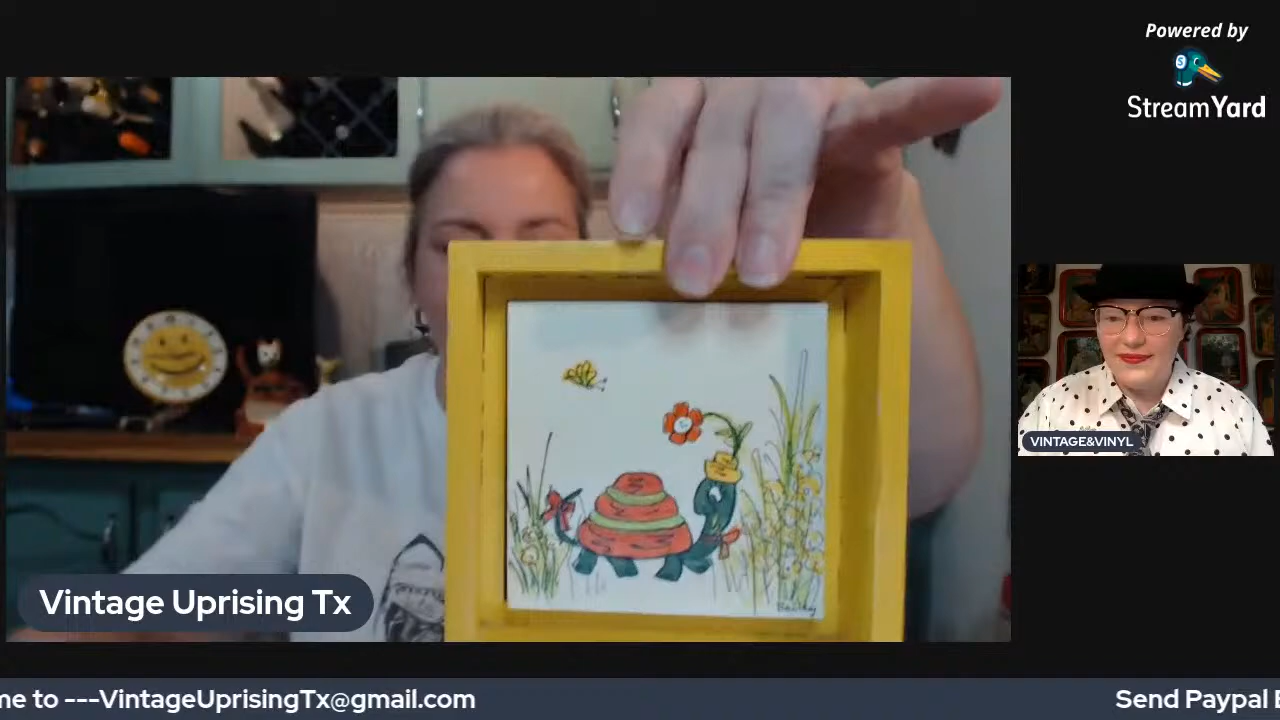 Powered by
StreamYard
VINTAGE&VINYL
Vintage Uprising Tx
me to ---VintageUprisingTx@gmail.com
Send Paypal